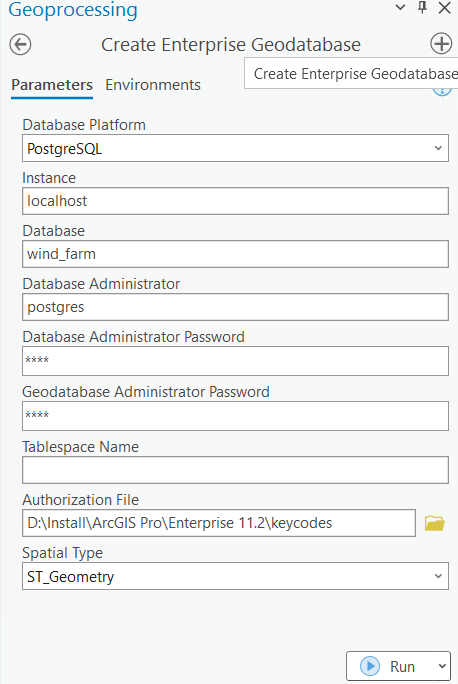 Geoprocessing
Create Enterprise Geodatabase
Create Enterprise Geodatabase
Parameters Environments
Database Platform
PostgreSQL
Instance
localhost
Database
wind_farm
Database Administrator
postgres
Database Administrator Password
****
Geodatabase Administrator Password
****
Tablespace Name
Authorization File
D:\Install\ArcGIS Pro\Enterprise 11.2\keycodes
Spatial Type
ST_Geometry
Run